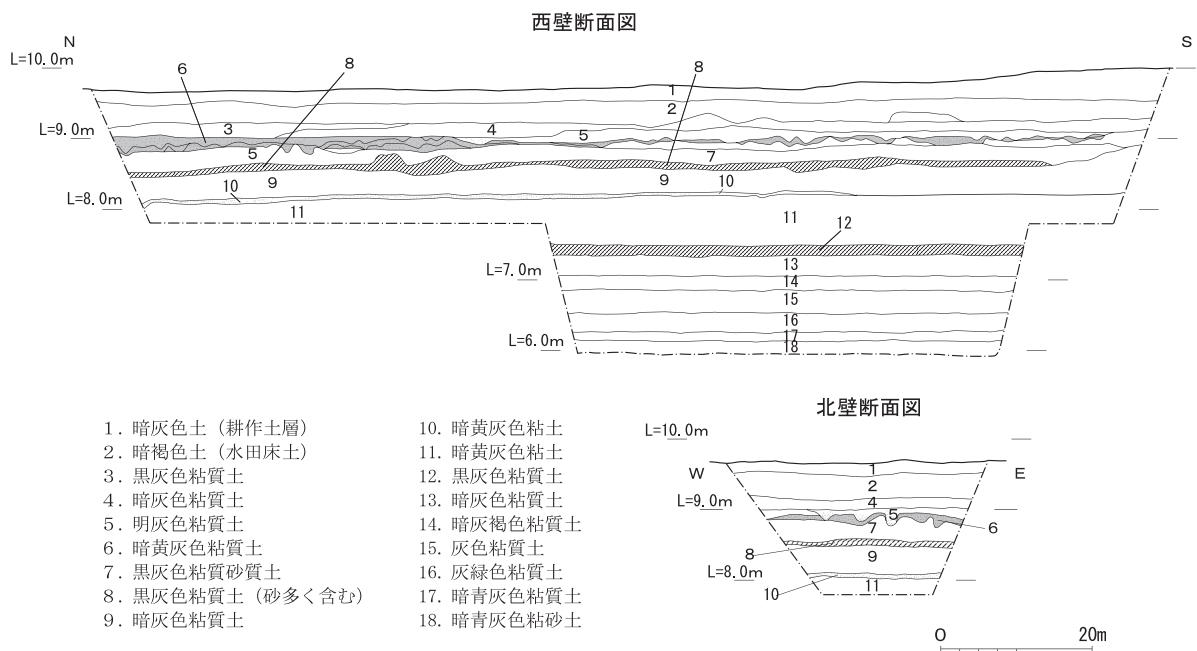 西壁断面図
N
S
L=10.0m
6
8
8
1
2
L=9.0m
3
4
5
5
7
9
9
10
10
L=8.0m
11
11
12
L=7.0m
13
14
15
16
L=6.0m
17
18
1. 暗灰色土（耕作土層）
2. 暗褐色土（水田床土）
3. 黒灰色粘質土
4. 暗灰色粘質土
5. 明灰色粘質土
6. 暗黄灰色粘質土
7. 黒灰色粘質砂質土
8. 黒灰色粘質土（砂多く含む）
9. 暗灰色粘質土
10. 暗黄灰色粘土
11. 暗黄灰色粘土
12. 黒灰色粘質土
13. 暗灰色粘質土
14. 暗灰褐色粘質土
15. 灰色粘質土
16. 灰緑色粘質土
17. 暗青灰色粘質土
18. 暗青灰色粘砂土
北壁断面図
L=10.0m
W
E
1
2
L=9.0m
4
5
6
7
8
9
L=8.0m
10
11
0
20m